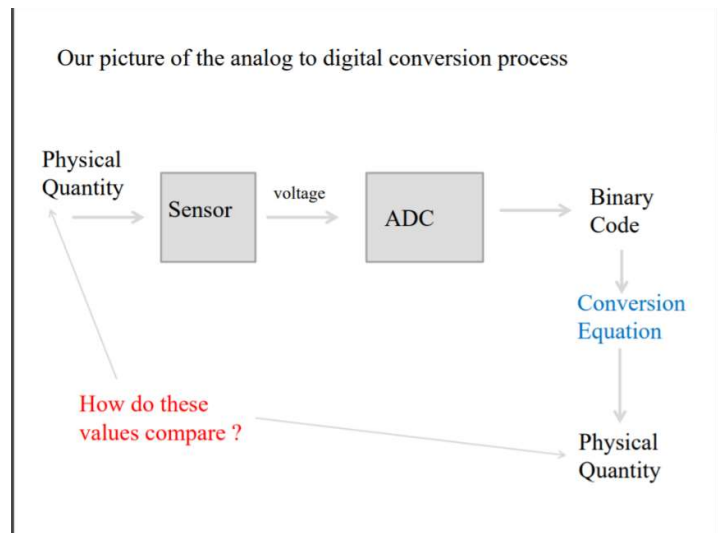 Our picture of the analog to digital conversion process
Physical
Quantity
Sensor
voltage
ADC
Binary
Code
Conversion
Equation
How do these
values compare ?
Physical
Quantity